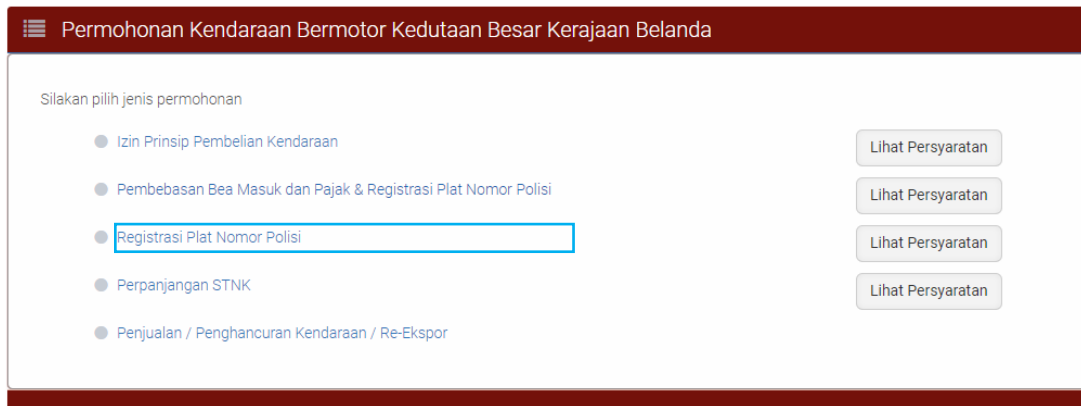 Permohonan Kendaraan Bermotor Kedutaan Besar Kerajaan Belanda
Silakan pilih jenis permohonan
Izin Prinsip Pembelian Kendaraan
Lihat Persyaratan
Pembebasan Bea Masuk dan Pajak & Registrasi Plat Nomor Polisi
Lihat Persyaratan
Registrasi Plat Nomor Polisi
Lihat Persyaratan
Perpanjangan STNK
Lihat Persyaratan
Penjualan / Penghancuran Kendaraan / Re-Ekspor